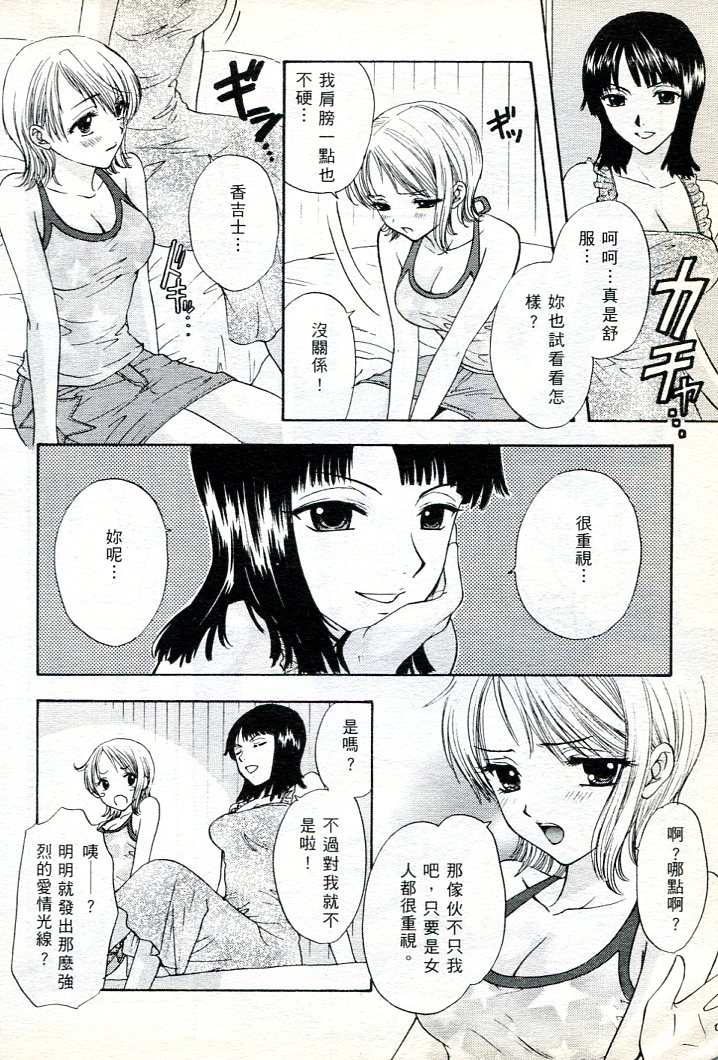 カチャ
呵呵…真是舒
服。
妳也試看看怎
樣？
ギッ
我肩膀一點也
不硬…
沒關係！
ギシ…
香吉士…
ギシッ……
很重視…
妳呢…
啊？哪點啊？
那傢伙不只我
吧，只要是女
人都很重視。
是嗎？
不過對我就不
是啦！
咦──？
明明就發出那麼強
烈的愛情光線？